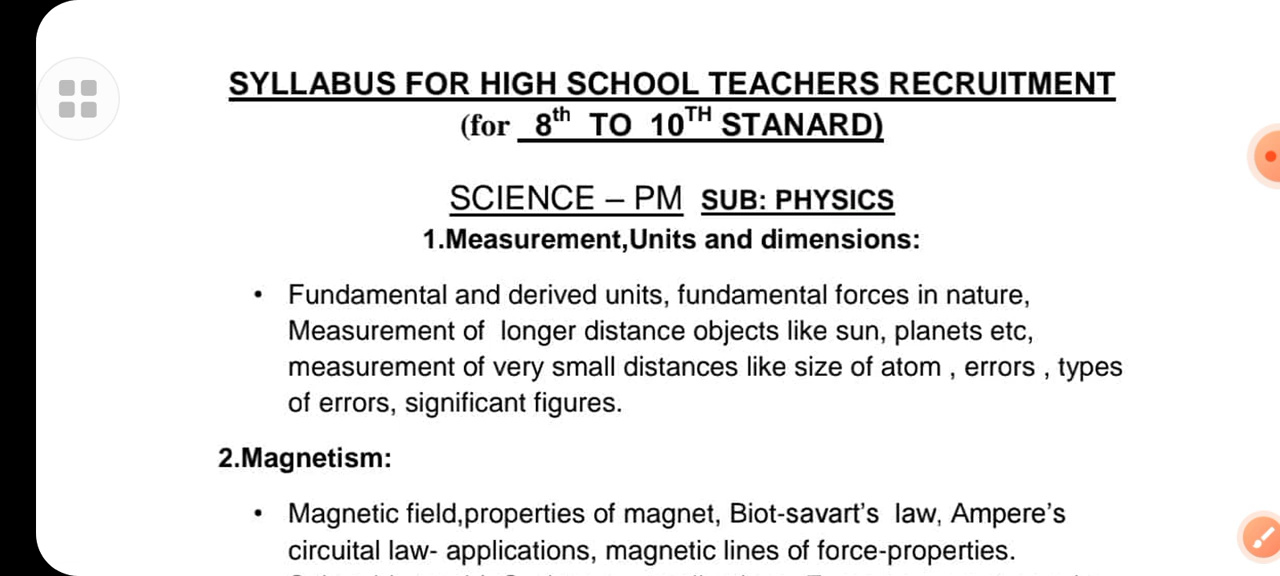 SYLLABUS FOR HIGH SCHOOL TEACHERS RECRUITMENT
(for 8th TO 10TH STANARD)
SCIENCE – PM SUB: PHYSICS
1.Measurement,Units and dimensions:
• Fundamental and derived units, fundamental forces in nature,
Measurement of longer distance objects like sun, planets etc,
measurement of very small distances like size of atom , errors , types
of errors, significant figures.
2.Magnetism:
• Magnetic field,properties of magnet, Biot-savart’s law, Ampere’s
circuital law- applications, magnetic lines of force-properties.